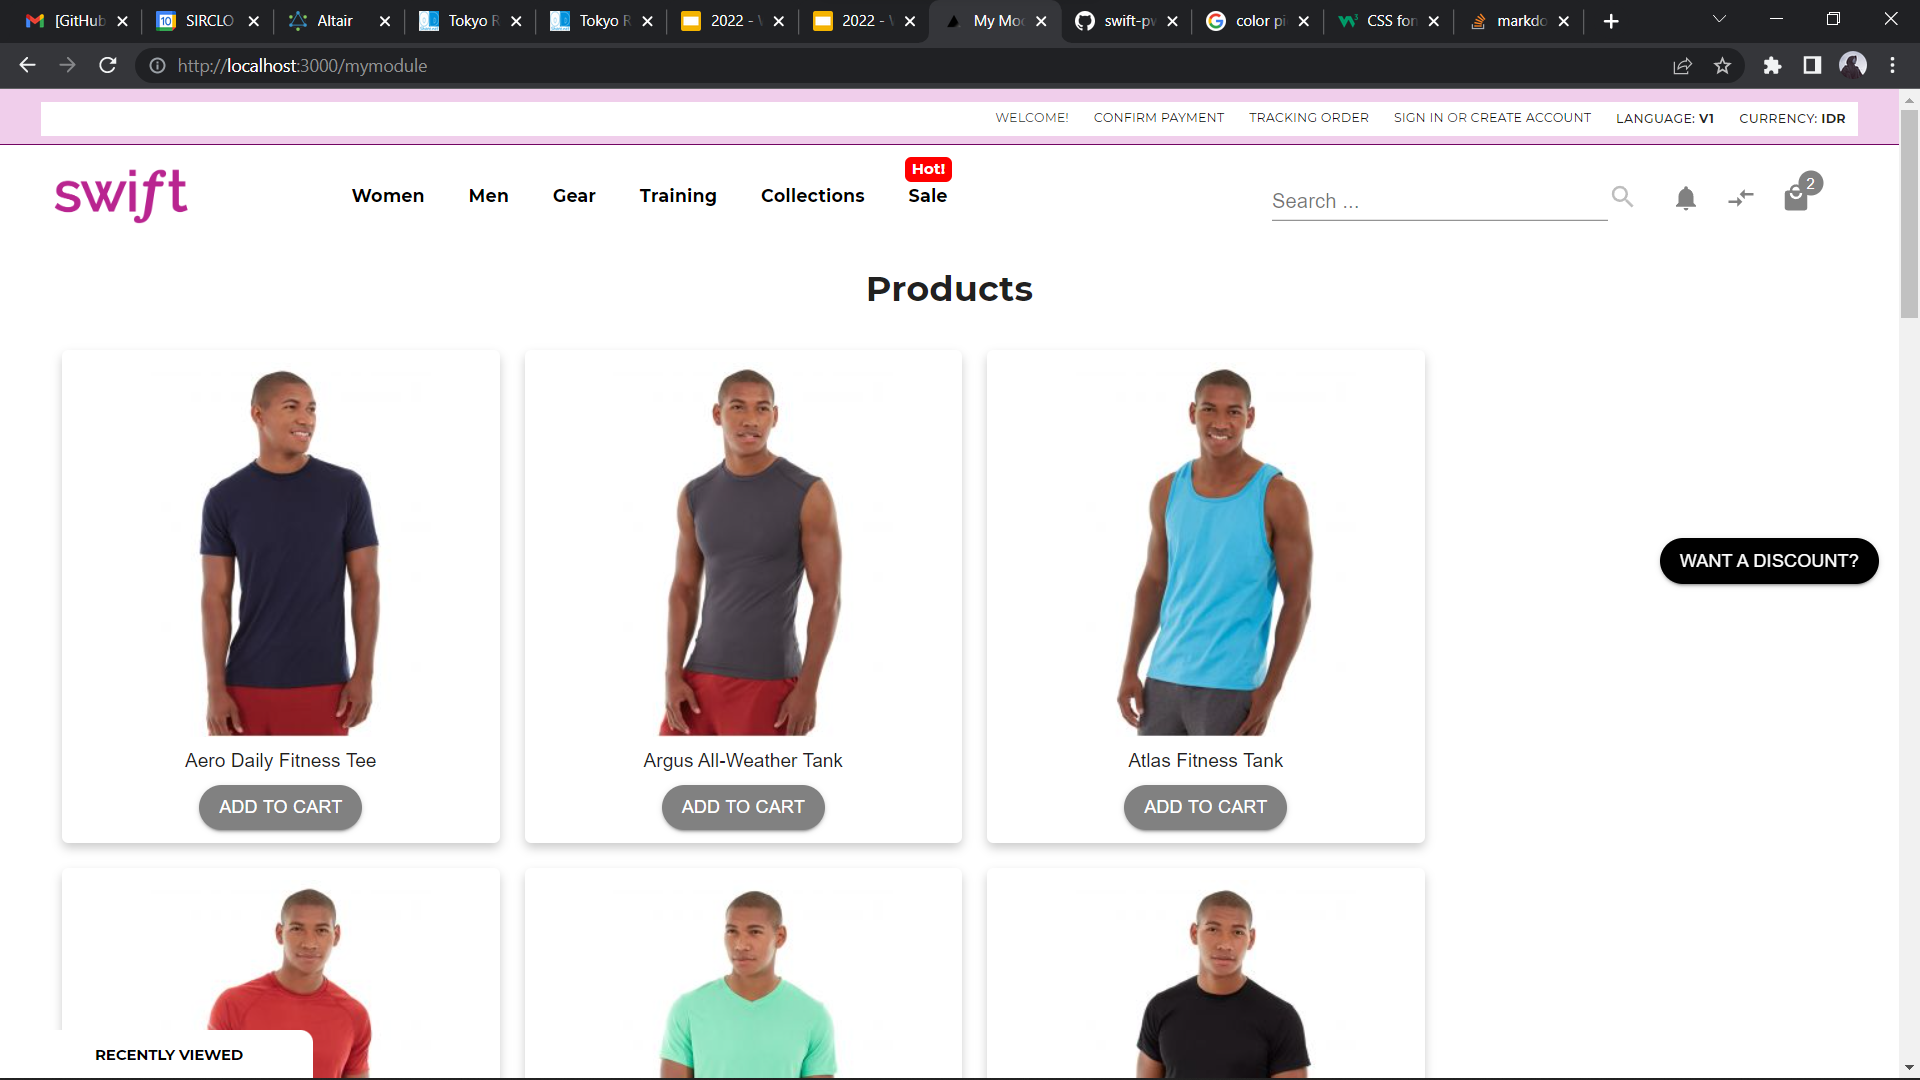 [GitHub
SIRCLO
Altair
Tokyo R
Tokyo R
2022 -
2022 -
My Mod
swift-pw
color pi
CSS fon
markdo
http://localhost:3000/mymodule
WELCOME! CONFIRM PAYMENT TRACKING ORDER SIGN IN OR CREATE ACCOUNT LANGUAGE: V1 CURRENCY: IDR
swift
Women Men Gear Training Collections Sale
Hot!
Search ...
2
Products
Aero Daily Fitness Tee
ADD TO CART
Argus All-Weather Tank
ADD TO CART
Atlas Fitness Tank
ADD TO CART
WANT A DISCOUNT?
RECENTLY VIEWED